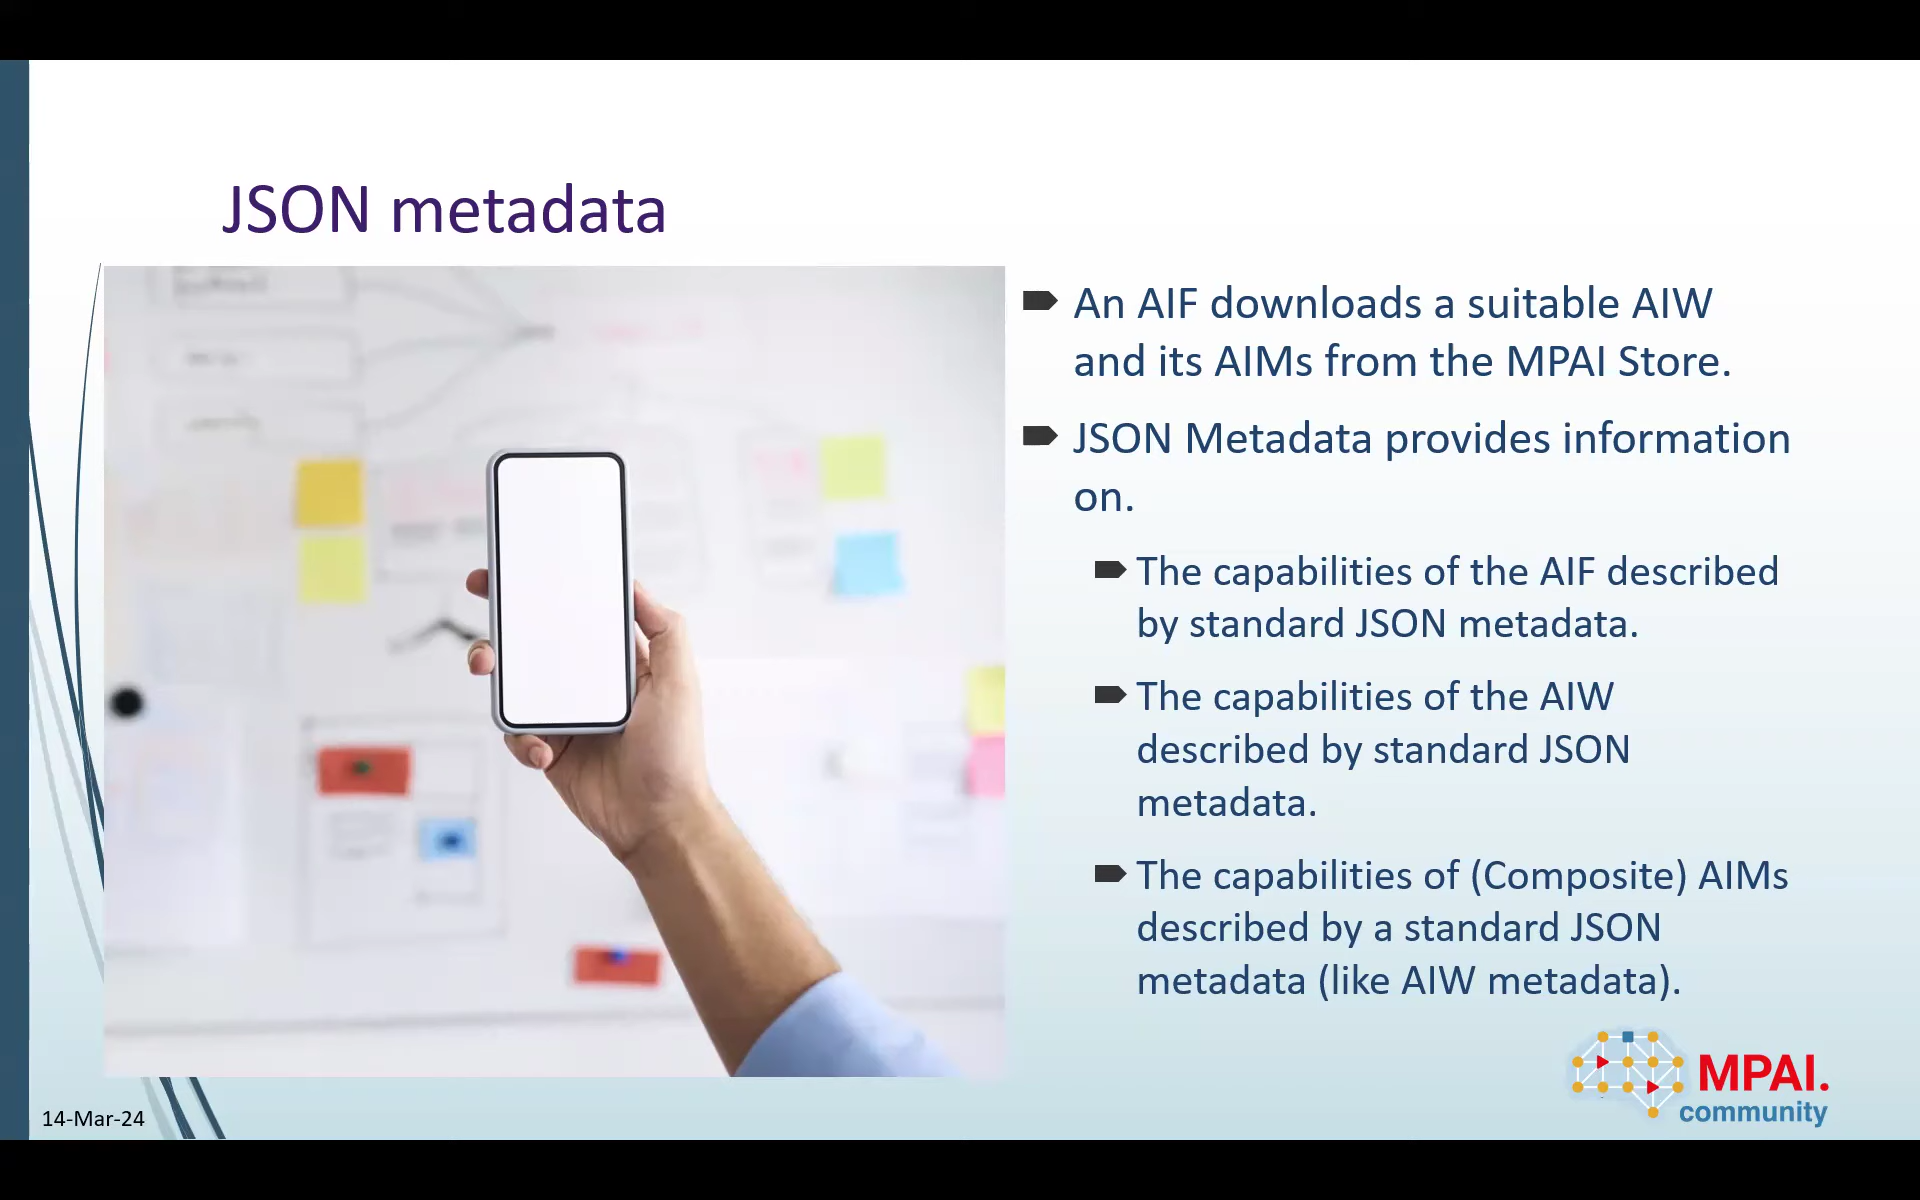 JSON metadata
An AIF downloads a suitable AIW
and its AIMs from the MPAI Store.
JSON Metadata provides information
on.
The capabilities of the AIF described
by standard JSON metadata.
The capabilities of the AIW
described by standard JSON
metadata.
The capabilities of (Composite) AIMs
described by a standard JSON
metadata (like AIW metadata).
MPAI.
community
14-Mar-24